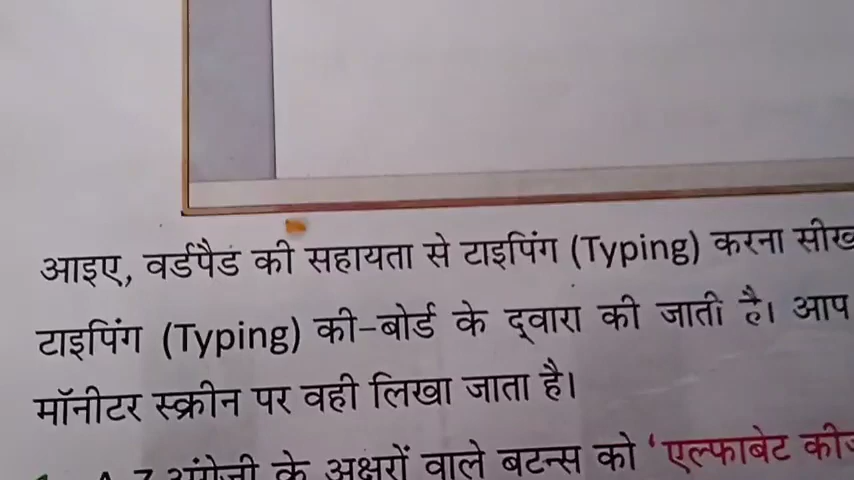 आइए, वर्डपैड की सहायता से टाइपिंग (Typing) करना
टाइपिंग (Typing) की-बोर्ड के द्वारा की जाती है। आप
मॉनीटर स्क्रीन पर वही लिखा जाता है।
अंग्रेजी के अक्षरों वाले बटन्स को ‘एल्फाबेट